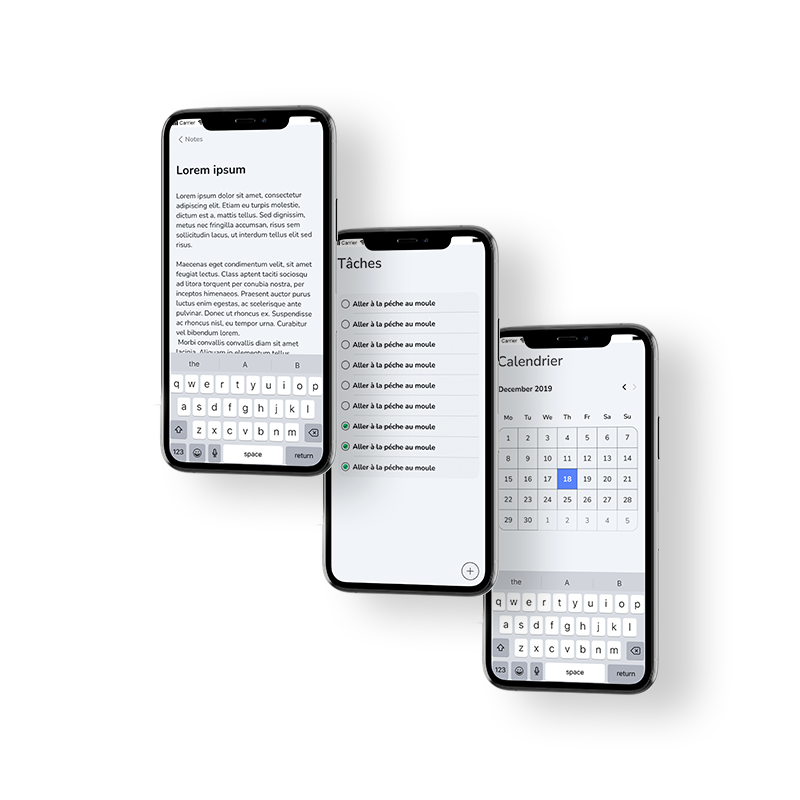 Carrier
Notes
Lorem ipsum
Lorem ipsum dolor sit amet, consectetur
adipiscing elit. Etiam eu turpis molestie,
dictum est a, mattis tellus. Sed dignissim,
metus nec fringilla accumsan, risus sem
sollicitudin lacus, ut interdum tellus elit sed
risus.
Maecenas eget condimentum velit, sit amet
feugiat lectus. Class aptent taciti sociosqu
ad litora torquent per conubia nostra, per
inceptos himenaeos. Praesent auctor purus
luctus enim egestas, ac scelerisque ante
pulvinar. Donec ut rhoncus ex. Suspendisse
ac rhoncus nisl, eu tempor urna. Curabitur
vel bibendum lorem.
Morbi convallis convallis diam sit amet
lacinia. Aliquam in elementum tellus
the A B
q w e r t y u i o p
a s d f g h j k l
z x c v b n m
123 space return
Carrier
Tâches
Aller à la péche au moule
Aller à la péche au moule
Aller à la péche au moule
Aller à la péche au moule
Aller à la péche au moule
Aller à la péche au moule
Aller à la péche au moule
Aller à la péche au moule
Aller à la péche au moule
Carrier
Calendrier
December 2019
Mo Tu We Th Fr Sa Su
1 2 3 4 5 6 7
8 9 10 11 12 13 14
15 16 17 18 19 20 21
22 23 24 25 26 27 28
29 30 1 2 3 4 5
the A B
q w e r t y u i o p
a s d f g h j k l
z x c v b n m
123 space return